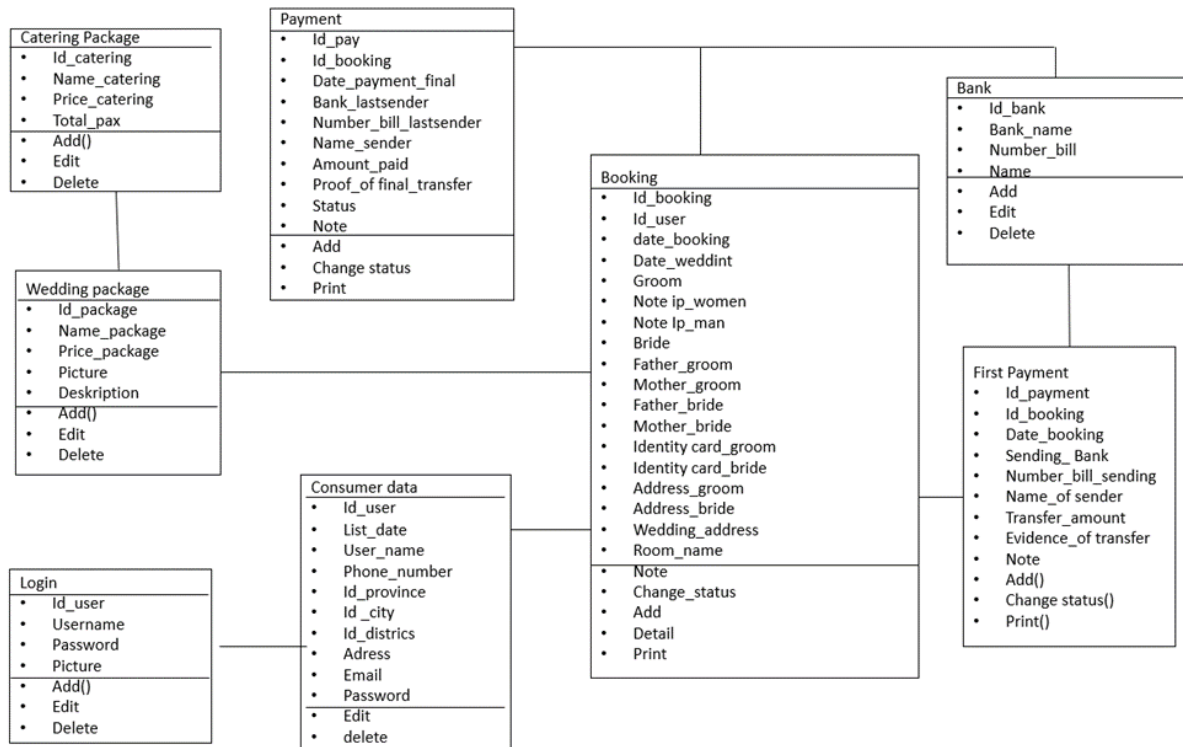 Catering Package
• Id_catering
• Name_catering
• Price_catering
• Total_pax
• Add()
• Edit
• Delete
Payment
• Id_pay
• Id_booking
• Date_payment_final
• Bank_lastsender
• Number_bill_lastsender
• Name_sender
• Amount_paid
• Proof_of final_transfer
• Status
• Note
• Add
• Change status
• Print
Bank
• Id_bank
• Bank_name
• Number_bill
• Name
• Add
• Edit
• Delete
Booking
• Id_booking
• Id_user
• date_booking
• Date_weddint
• Groom
• Note ip_women
• Note Ip_man
• Bride
• Father_groom
• Mother_groom
• Father_bride
• Mother_bride
• Identity card_groom
• Identity card_bride
• Address_groom
• Address_bride
• Wedding_address
• Room_name
• Note
• Change_status
• Add
• Detail
• Print
Wedding package
• Id_package
• Name_package
• Price_package
• Picture
• Deskription
• Add()
• Edit
• Delete
First Payment
• Id_payment
• Id_booking
• Date_booking
• Sending_ Bank
• Number_bill_sending
• Name_of sender
• Transfer_amount
• Evidence_of transfer
• Note
• Add()
• Change status()
• Print()
Consumer data
• Id_user
• List_date
• User_name
• Phone_number
• Id_province
• Id _city
• Id_districs
• Adress
• Email
• Password
• Edit
• delete
Login
• Id_user
• Username
• Password
• Picture
• Add()
• Edit
• Delete